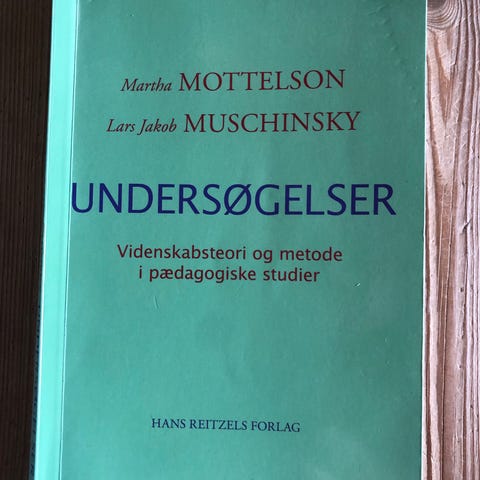 Martha MOTTELSON
Lars Jakob MUSCHINSKY
UNDERSØGELSER
Videnskabsteori og metode
i pædagogiske studier
HANS REITZELS FORLAG